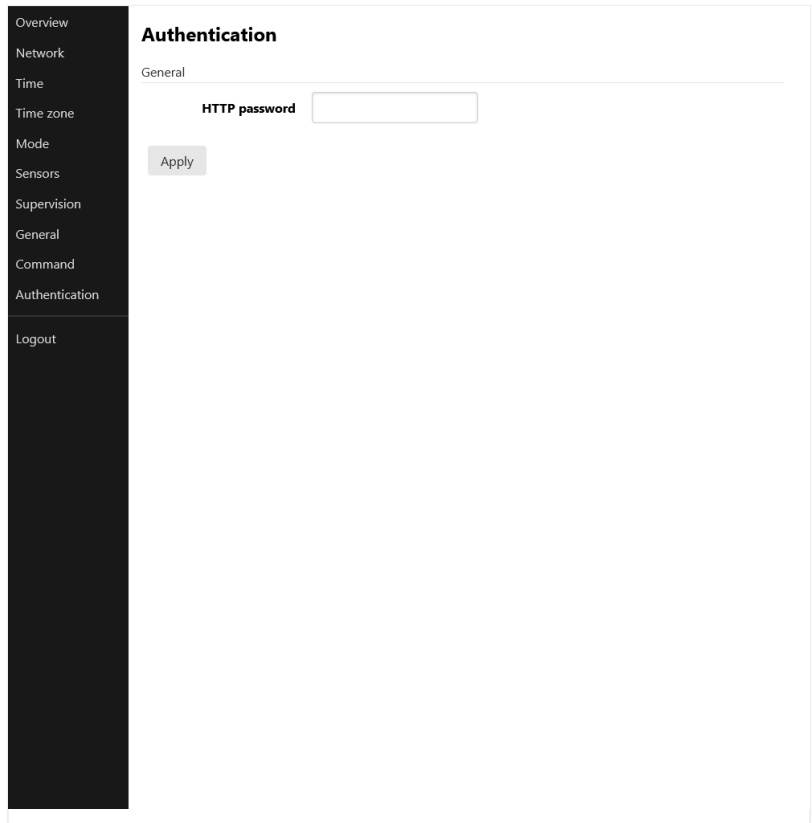 Overview
Network
Time
Time zone
Mode
Sensors
Supervision
General
Command
Authentication
Logout
Authentication
General
HTTP password
Apply